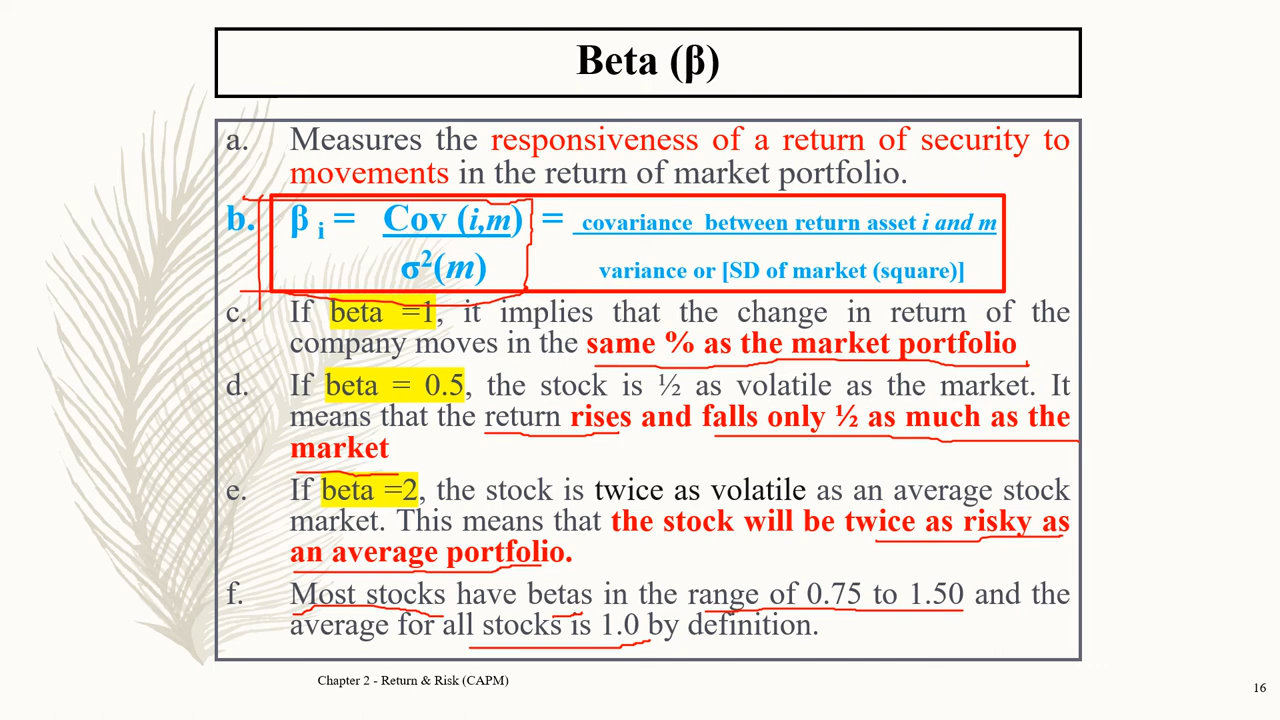 Beta (β)
a. Measures the responsiveness of a return of security to
movements in the return of market portfolio.
b. β i = Cov (i,m) = covariance between return asset i and m
σ²(m) variance or [SD of market (square)]
c. If beta =1, it implies that the change in return of the
company moves in the same % as the market portfolio
d. If beta = 0.5, the stock is ½ as volatile as the market. It
means that the return rises and falls only ½ as much as the
market
e. If beta =2, the stock is twice as volatile as an average stock
market. This means that the stock will be twice as risky as
an average portfolio.
f. Most stocks have betas in the range of 0.75 to 1.50 and the
average for all stocks is 1.0 by definition.
Chapter 2 - Return & Risk (CAPM)
16